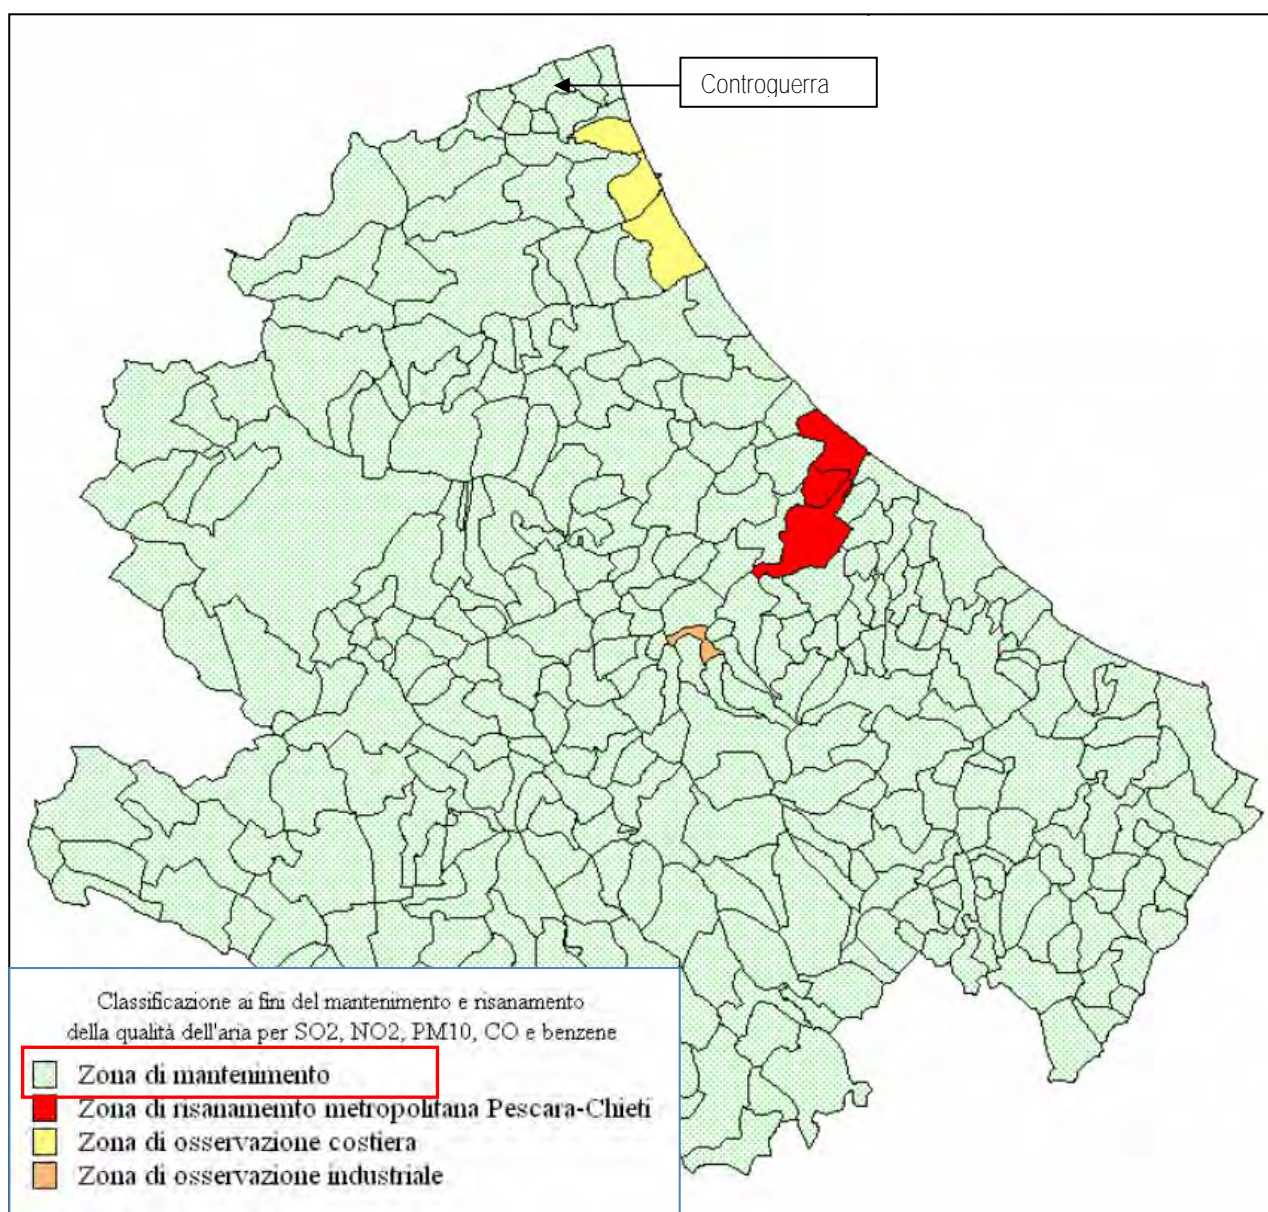 Controguerra
Classificazione ai fini del mantenimento e risanamento
della qualità dell'aria per SO2, NO2, PM10, CO e benzene
Zona di mantenimento
Zona di risanamemto metropolitana Pescara-Chieti
Zona di osservazione costiera
Zona di osservazione industriale